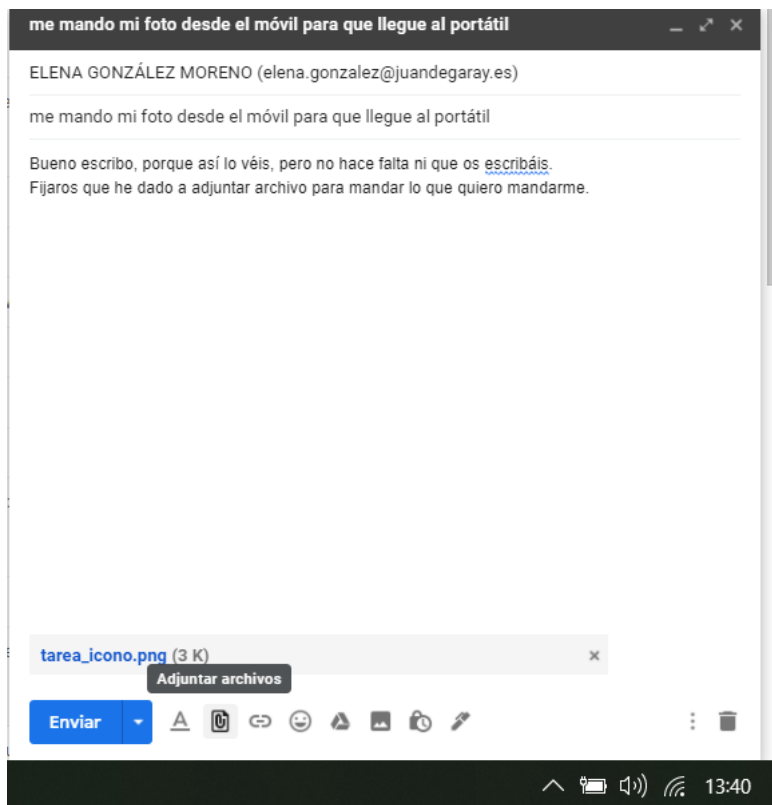 me mando mi foto desde el móvil para que llegue al portátil
ELENA GONZÁLEZ MORENO (elena.gonzalez@juandegaray.es)
me mando mi foto desde el móvil para que llegue al portátil
Bueno escribo, porque así lo véis, pero no hace falta ni que os escribáis.
Fijaros que he dado a adjuntar archivo para mandar lo que quiero mandarme.
tarea_icono.png (3 K)
Adjuntar archivos
Enviar
13:40